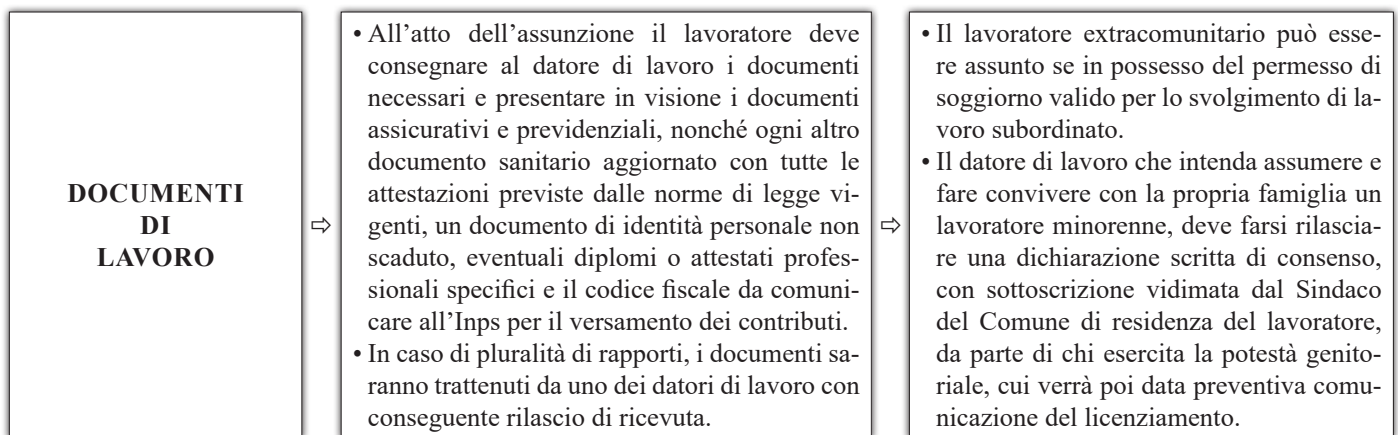 DOCUMENTI
DI
LAVORO
⇨
• All’atto dell’assunzione il lavoratore deve
consegnare al datore di lavoro i documenti
necessari e presentare in visione i documenti
assicurativi e previdenziali, nonché ogni altro
documento sanitario aggiornato con tutte le
attestazioni previste dalle norme di legge vi-
genti, un documento di identità personale non
scaduto, eventuali diplomi o attestati profes-
sionali specifici e il codice fiscale da comuni-
care all’Inps per il versamento dei contributi.
• In caso di pluralità di rapporti, i documenti sa-
ranno trattenuti da uno dei datori di lavoro con
conseguente rilascio di ricevuta.
⇨
• Il lavoratore extracomunitario può esse-
re assunto se in possesso del permesso di
soggiorno valido per lo svolgimento di la-
voro subordinato.
• Il datore di lavoro che intenda assumere e
fare convivere con la propria famiglia un
lavoratore minorenne, deve farsi rilascia-
re una dichiarazione scritta di consenso,
con sottoscrizione vidimata dal Sindaco
del Comune di residenza del lavoratore,
da parte di chi esercita la potestà genito-
riale, cui verrà poi data preventiva comu-
nicazione del licenziamento.